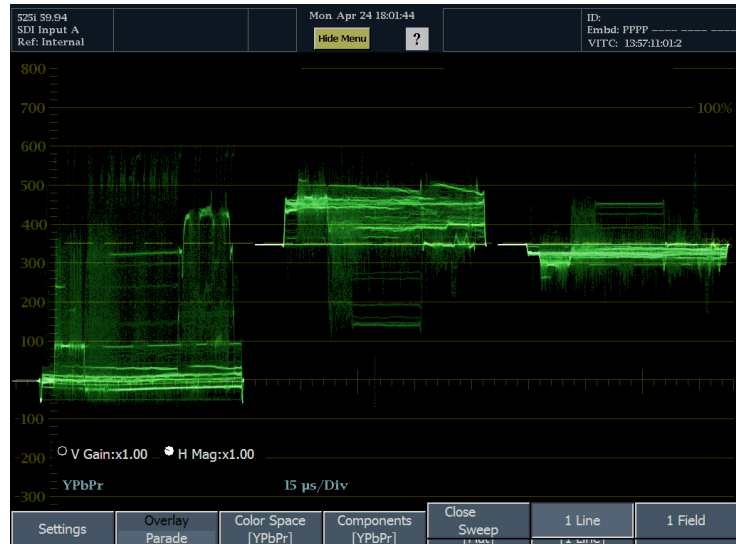 525i 59.94
SDI Input A
Ref: Internal
Mon Apr 24 18:01:44
Hide Menu
?
ID:
Embd: PPPP ---- ---- ----
VITC: 13:57:11:01:2
800
700
100%
600
500
400
300
200
100
-100
V Gain:x1.00
H Mag:x1.00
-200
YPbPr
15 µs/Div
-300
Settings
Overlay
Parade
Color Space
[YPbPr]
Components
[YPbPr]
Close
Sweep
1 Line
[1 Line]
1 Field